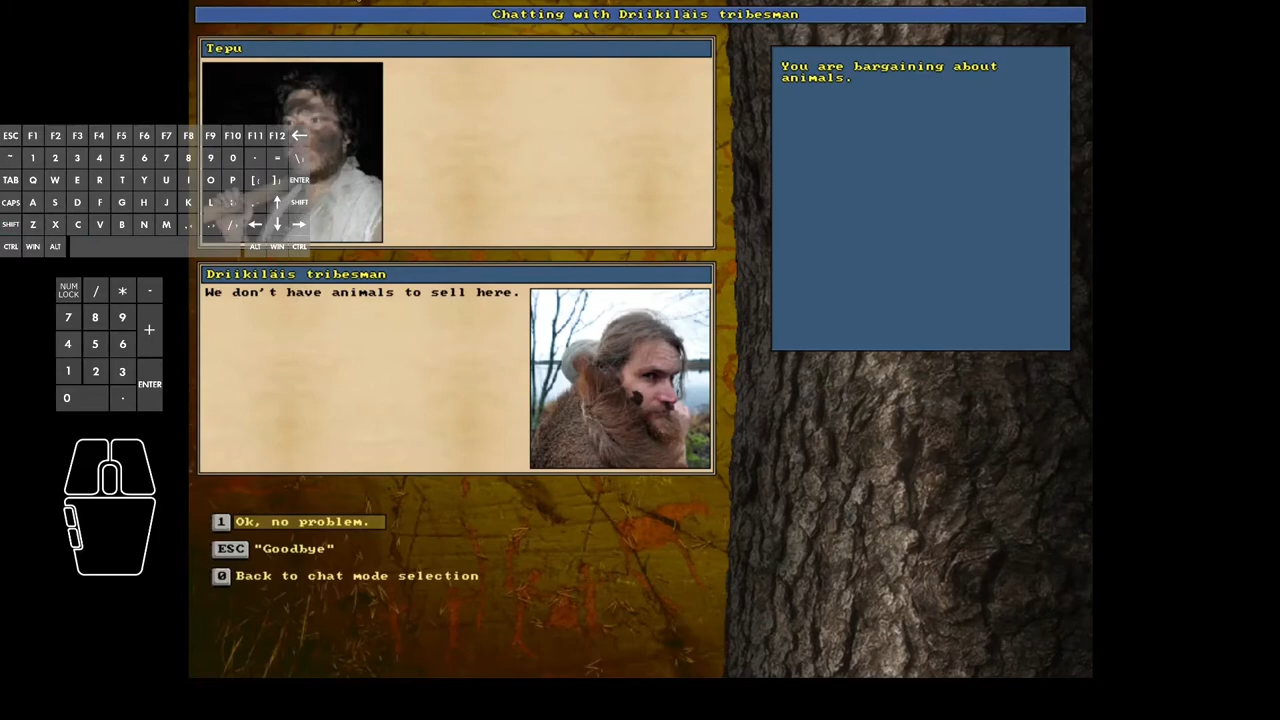 Chatting with Driikiläis tribesman
Tepu
You are bargaining about
animals.
ESC F1 F2 F3 F4 F5 F6 F7 F8 F9 F10 F11 F12 ←
~ 1 2 3 4 5 6 7 8 9 0 - = \
TAB Q W E R T Y U I O P [ ] ENTER
CAPS A S D F G H J K L ; ↑ SHIFT
SHIFT Z X C V B N M , . / ← ↓ →
CTRL WIN ALT ALT WIN CTRL
Driikiläis tribesman
We don't have animals to sell here.
NUM LOCK / * -
7 8 9 +
4 5 6
1 2 3 ENTER
0 .
1 Ok, no problem.
ESC "Goodbye"
0 Back to chat mode selection